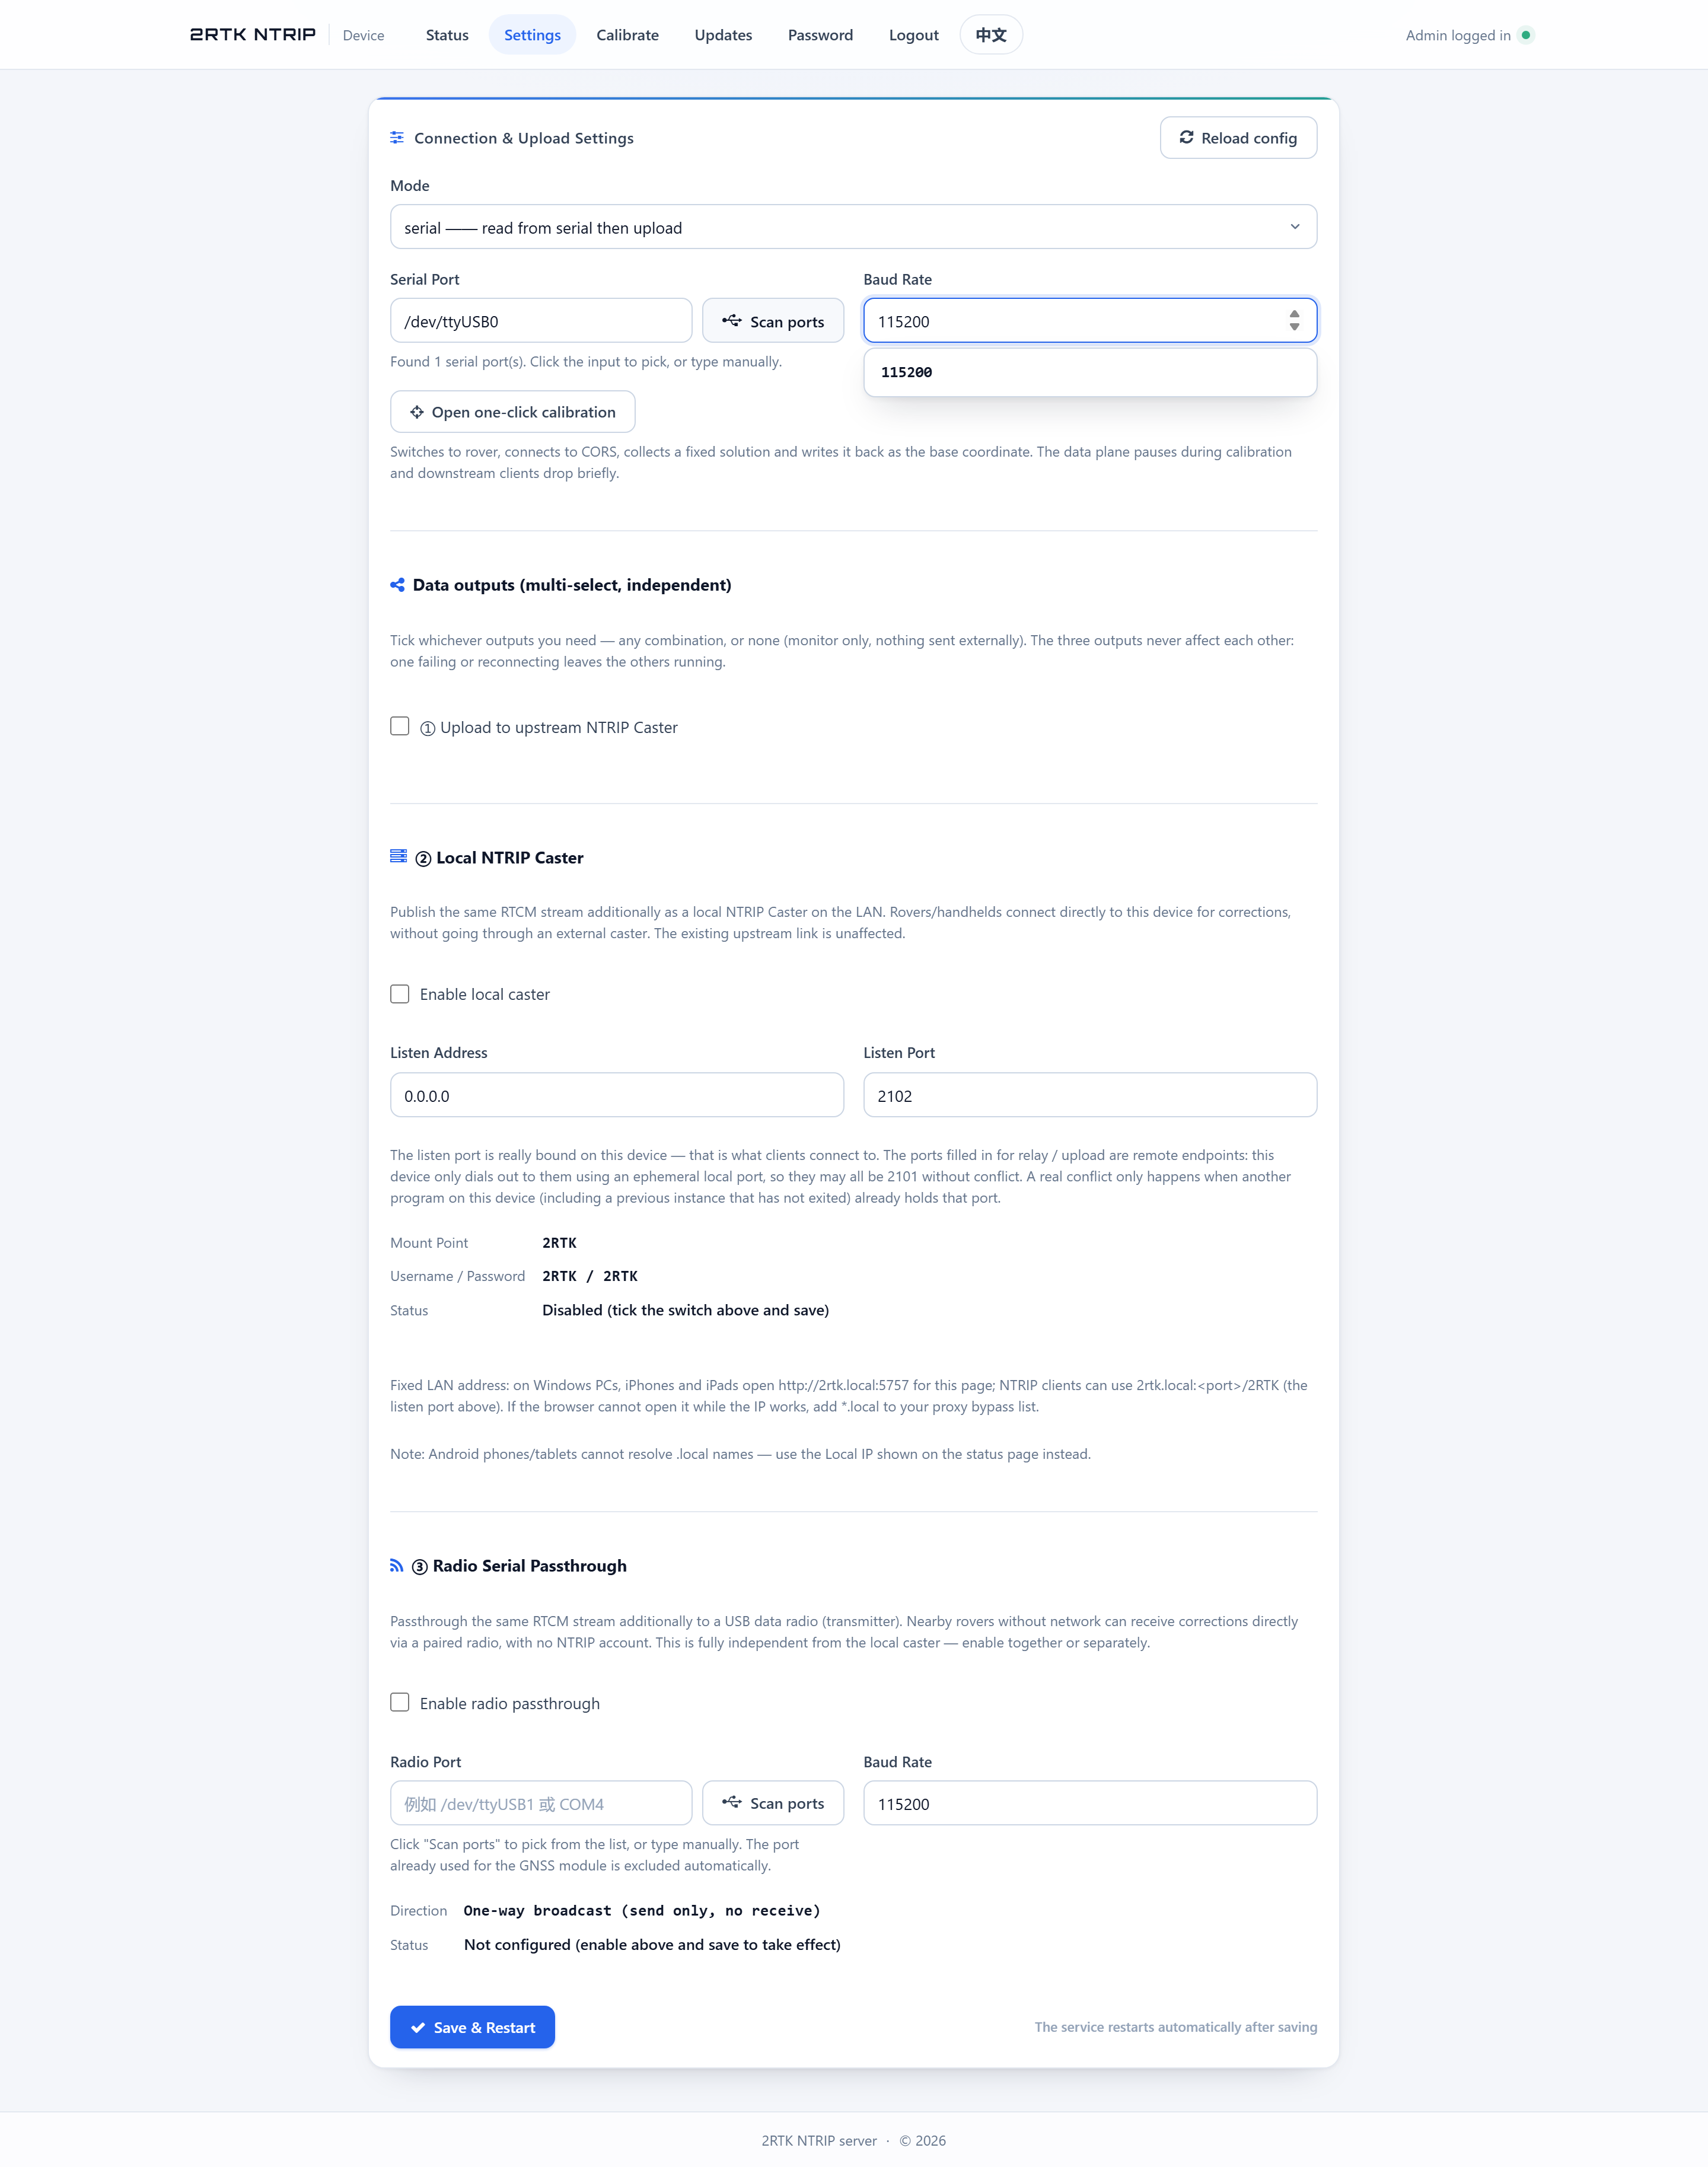 2RTK NTRIP
Device
Status
Settings
Calibrate
Updates
Password
Logout
中文
Admin logged in
Connection & Upload Settings
Reload config
Mode
serial —— read from serial then upload
Serial Port
Baud Rate
/dev/ttyUSB0
Scan ports
115200
Found 1 serial port(s). Click the input to pick, or type manually.
115200
Open one-click calibration
Switches to rover, connects to CORS, collects a fixed solution and writes it back as the base coordinate. The data plane pauses during calibration
and downstream clients drop briefly.
Data outputs (multi-select, independent)
Tick whichever outputs you need — any combination, or none (monitor only, nothing sent externally). The three outputs never affect each other:
one failing or reconnecting leaves the others running.
① Upload to upstream NTRIP Caster
② Local NTRIP Caster
Publish the same RTCM stream additionally as a local NTRIP Caster on the LAN. Rovers/handhelds connect directly to this device for corrections,
without going through an external caster. The existing upstream link is unaffected.
Enable local caster
Listen Address
Listen Port
0.0.0.0
2102
The listen port is really bound on this device — that is what clients connect to. The ports filled in for relay / upload are remote endpoints: this
device only dials out to them using an ephemeral local port, so they may all be 2101 without conflict. A real conflict only happens when another
program on this device (including a previous instance that has not exited) already holds that port.
Mount Point
2RTK
Username / Password
2RTK / 2RTK
Status
Disabled (tick the switch above and save)
Fixed LAN address: on Windows PCs, iPhones and iPads open http://2rtk.local:5757 for this page; NTRIP clients can use 2rtk.local:<port>/2RTK (the
listen port above). If the browser cannot open it while the IP works, add *.local to your proxy bypass list.
Note: Android phones/tablets cannot resolve .local names — use the Local IP shown on the status page instead.
③ Radio Serial Passthrough
Passthrough the same RTCM stream additionally to a USB data radio (transmitter). Nearby rovers without network can receive corrections directly
via a paired radio, with no NTRIP account. This is fully independent from the local caster — enable together or separately.
Enable radio passthrough
Radio Port
Baud Rate
例如 /dev/ttyUSB1 或 COM4
Scan ports
115200
Click "Scan ports" to pick from the list, or type manually. The port
already used for the GNSS module is excluded automatically.
Direction
One-way broadcast (send only, no receive)
Status
Not configured (enable above and save to take effect)
Save & Restart
The service restarts automatically after saving
2RTK NTRIP server · © 2026